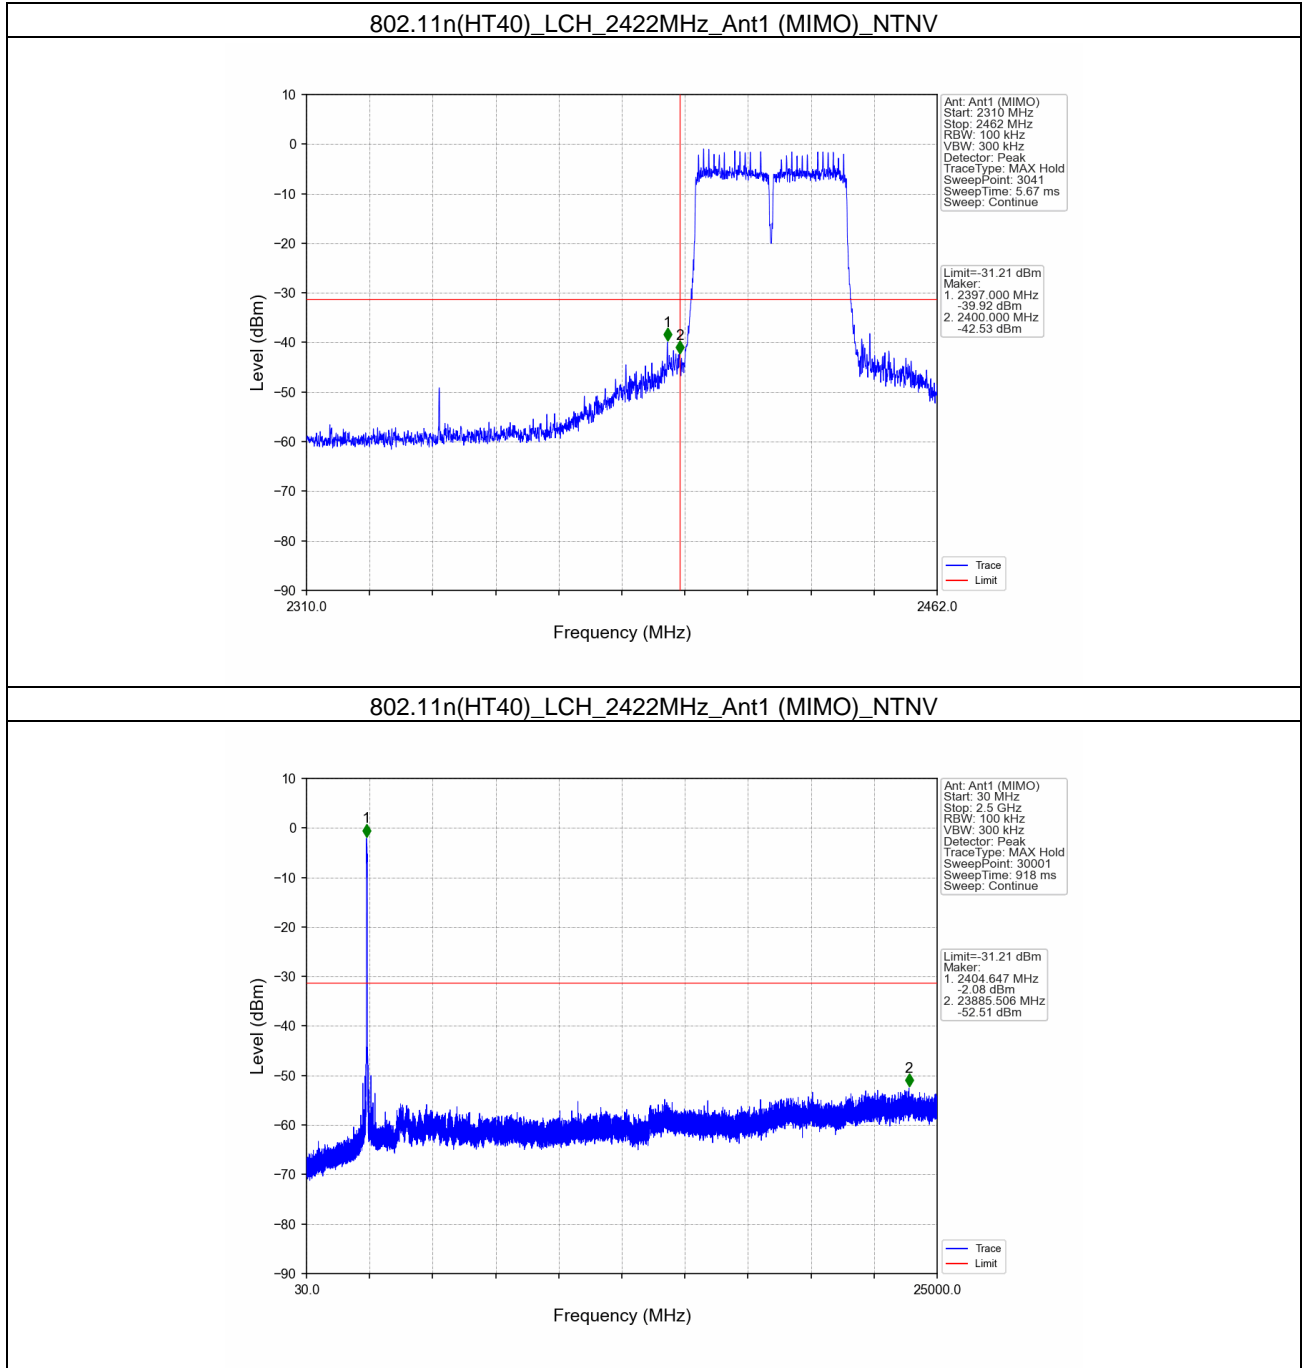 802.11n(HT40)_LCH_2422MHz_Ant1 (MIMO)_NTNV
10
0
−10
−20
−30
−40
−50
−60
−70
−80
−90
Level (dBm)
1
2
2310.0
2462.0
Frequency (MHz)
Ant: Ant1 (MIMO)
Start: 2310 MHz
Stop: 2462 MHz
RBW: 100 kHz
VBW: 300 kHz
Detector: Peak
TraceType: MAX Hold
SweepPoint: 3041
SweepTime: 5.67 ms
Sweep: Continue
Limit=-31.21 dBm
Maker:
1. 2397.000 MHz
-39.92 dBm
2. 2400.000 MHz
-42.53 dBm
Trace
Limit
802.11n(HT40)_LCH_2422MHz_Ant1 (MIMO)_NTNV
10
0
−10
−20
−30
−40
−50
−60
−70
−80
−90
Level (dBm)
1
2
30.0
25000.0
Frequency (MHz)
Ant: Ant1 (MIMO)
Start: 30 MHz
Stop: 2.5 GHz
RBW: 100 kHz
VBW: 300 kHz
Detector: Peak
TraceType: MAX Hold
SweepPoint: 30001
SweepTime: 918 ms
Sweep: Continue
Limit=-31.21 dBm
Maker:
1. 2404.647 MHz
-2.08 dBm
2. 23885.506 MHz
-52.51 dBm
Trace
Limit